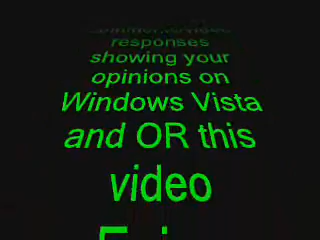 responses
showing your
opinions on
Windows Vista
and OR this
video